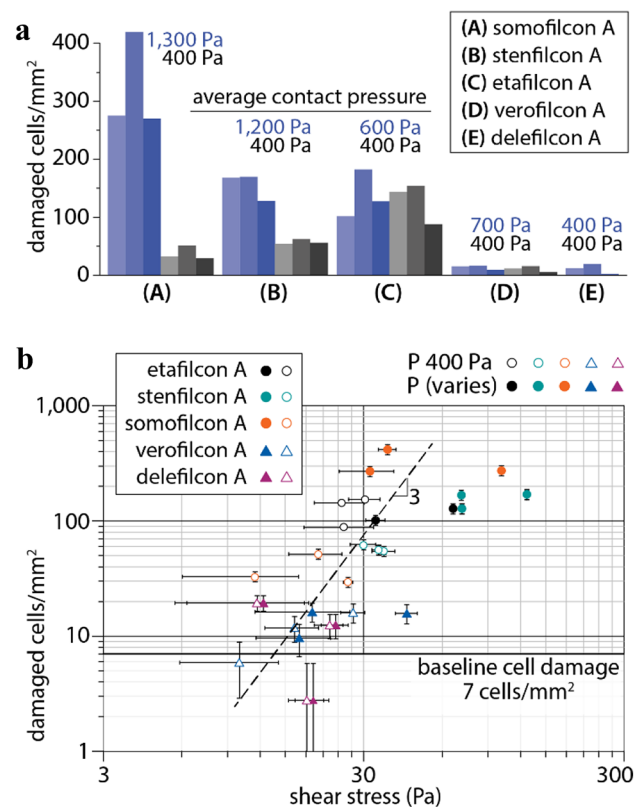 a
damaged cells/mm²
400
300
200
100
0
1,300 Pa
400 Pa
average contact pressure
1,200 Pa
400 Pa
600 Pa
400 Pa
700 Pa
400 Pa
400 Pa
400 Pa
(A) somofilcon A
(B) stenfilcon A
(C) etafilcon A
(D) verofilcon A
(E) delefilcon A
(A)
(B)
(C)
(D)
(E)
b
etafilcon A
stenfilcon A
somofilcon A
verofilcon A
delefilcon A
P 400 Pa
P (varies)
damaged cells/mm²
1,000
100
10
1
3
baseline cell damage
7 cells/mm²
3
30
300
shear stress (Pa)